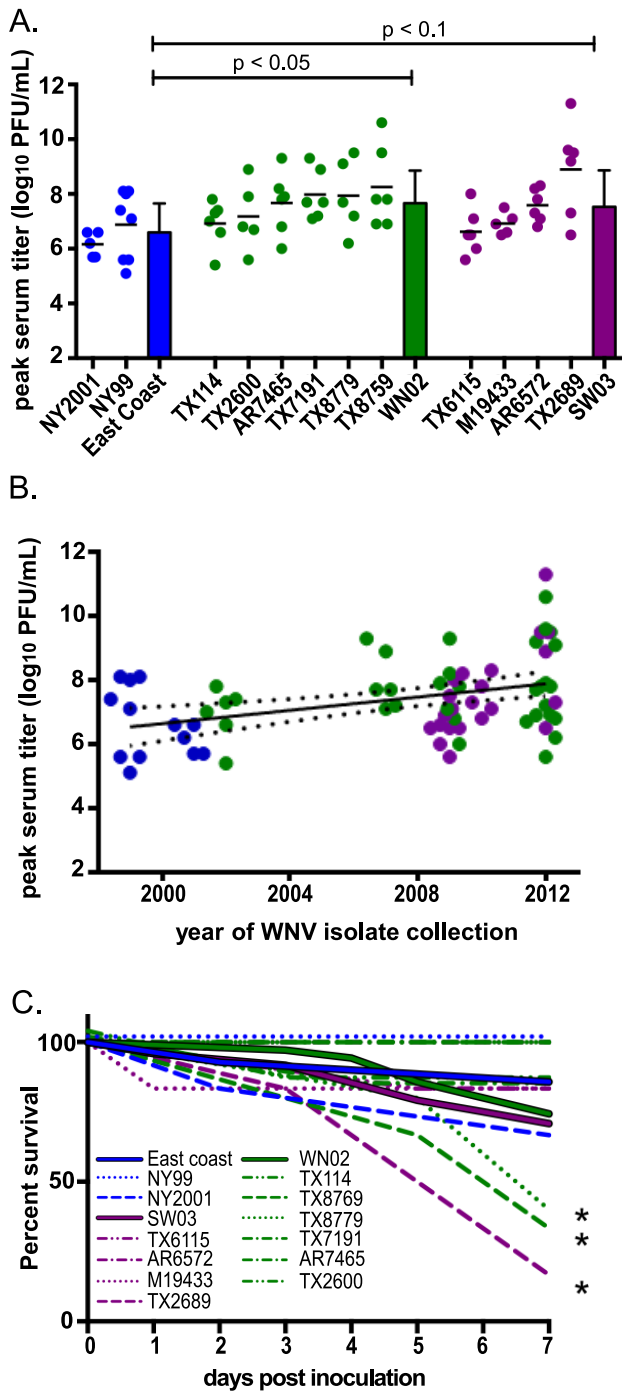 A.
p < 0.1
p < 0.05
peak serum titer (log10 PFU/mL)
12
10
8
6
4
2
NY2001
NY99
East Coast
TX114
TX2600
AR7465
TX7191
TX8779
TX8759
WN02
TX6115
M19433
AR6572
TX2689
SW03
B.
peak serum titer (log10 PFU/mL)
12
10
8
6
4
2
2000 2004 2008 2012
year of WNV isolate collection
C.
Percent survival
100
50
0
East coast
NY99
NY2001
SW03
TX6115
AR6572
M19433
TX2689
WN02
TX114
TX8769
TX8779
TX7191
AR7465
TX2600
*
*
*
0 1 2 3 4 5 6 7
days post inoculation